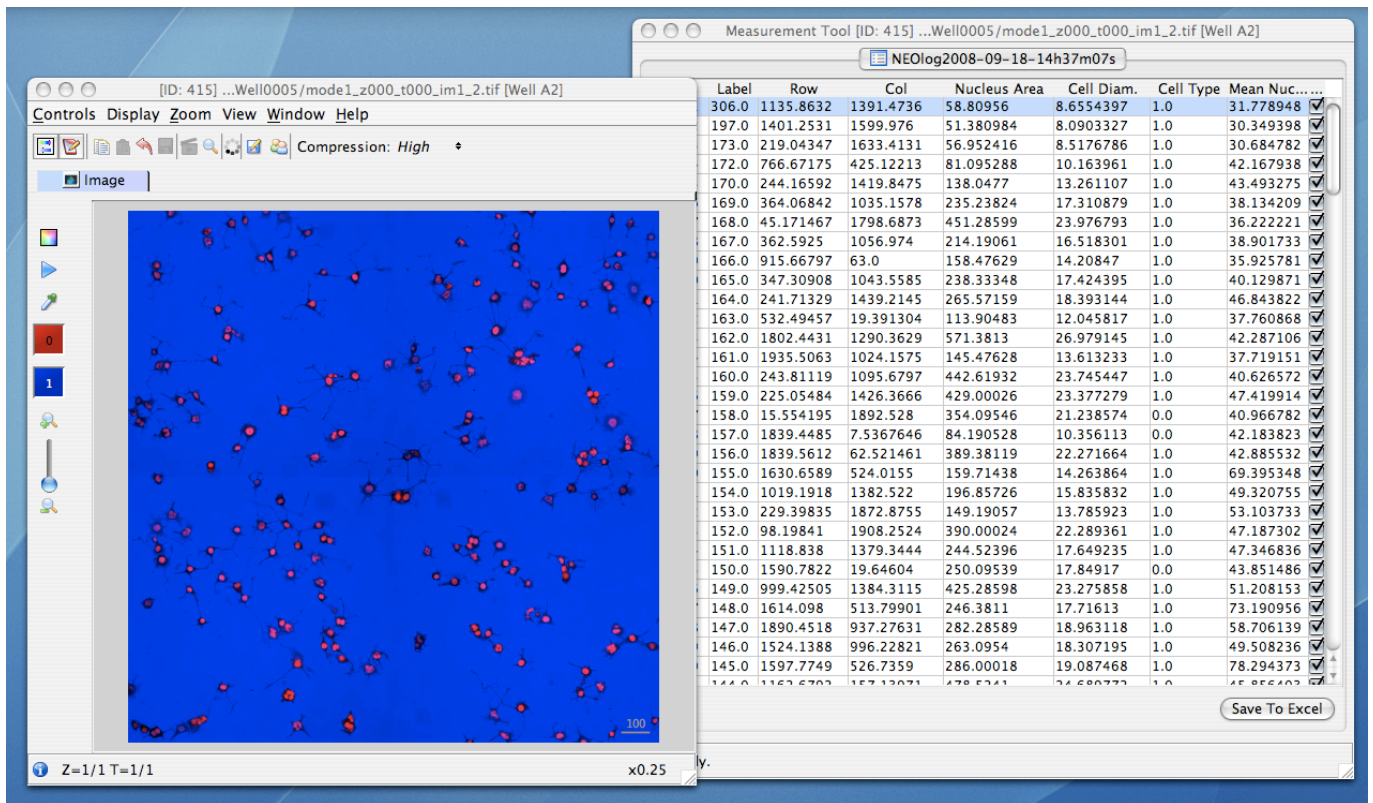 [ID: 415] ...Well0005/mode1_z000_t000_im1_2.tif [Well A2]
Controls Display Zoom View Window Help
Compression: High
Image
0
1
100
Z=1/1 T=1/1
x0.25
Measurement Tool [ID: 415] ...Well0005/mode1_z000_t000_im1_2.tif [Well A2]
NEOlog2008-09-18-14h37m07s
Label Row Col Nucleus Area Cell Diam. Cell Type Mean Nuc... ...
306.0 1135.8632 1391.4736 58.80956 8.6554397 1.0 31.778948
197.0 1401.2531 1599.976 51.380984 8.0903327 1.0 30.349398
173.0 219.04347 1633.4131 56.952416 8.5176786 1.0 30.684782
172.0 766.67175 425.12213 81.095288 10.163961 1.0 42.167938
170.0 244.16592 1419.8475 138.0477 13.261107 1.0 43.493275
169.0 364.06842 1035.1578 235.23824 17.310879 1.0 38.134209
168.0 45.171467 1798.6873 451.28599 23.976793 1.0 36.222221
167.0 362.5925 1056.974 214.19061 16.518301 1.0 38.901733
166.0 915.66797 63.0 158.47629 14.20847 1.0 35.925781
165.0 347.30908 1043.5585 238.33348 17.424395 1.0 40.129871
164.0 241.71329 1439.2145 265.57159 18.393144 1.0 46.843822
163.0 532.49457 19.391304 113.90483 12.045817 1.0 37.760868
162.0 1802.4431 1290.3629 571.3813 26.979145 1.0 42.287106
161.0 1935.5063 1024.1575 145.47628 13.613233 1.0 37.719151
160.0 243.81119 1095.6797 442.61932 23.745447 1.0 40.626572
159.0 225.05484 1426.3666 429.00026 23.377279 1.0 47.419914
158.0 15.554195 1892.528 354.09546 21.238574 0.0 40.966782
157.0 1839.4485 7.5367646 84.190528 10.356113 0.0 42.183823
156.0 1839.5612 62.521461 389.38119 22.271664 1.0 42.885532
155.0 1630.6589 524.0155 159.71438 14.263864 1.0 69.395348
154.0 1019.1918 1382.522 196.85726 15.835832 1.0 49.320755
153.0 229.39835 1872.8755 149.19057 13.785923 1.0 53.103733
152.0 98.19841 1908.2524 390.00024 22.289361 1.0 47.187302
151.0 1118.838 1379.3444 244.52396 17.649235 1.0 47.346836
150.0 1590.7822 19.64604 250.09539 17.84917 0.0 43.851486
149.0 999.42505 1384.3115 425.28598 23.275858 1.0 51.208153
148.0 1614.098 513.79901 246.3811 17.71613 1.0 73.190956
147.0 1890.4518 937.27631 282.28589 18.963118 1.0 58.706139
146.0 1524.1388 996.22821 263.0954 18.307195 1.0 49.508236
145.0 1597.7749 526.7359 286.00018 19.087468 1.0 78.294373
Save To Excel
ly.